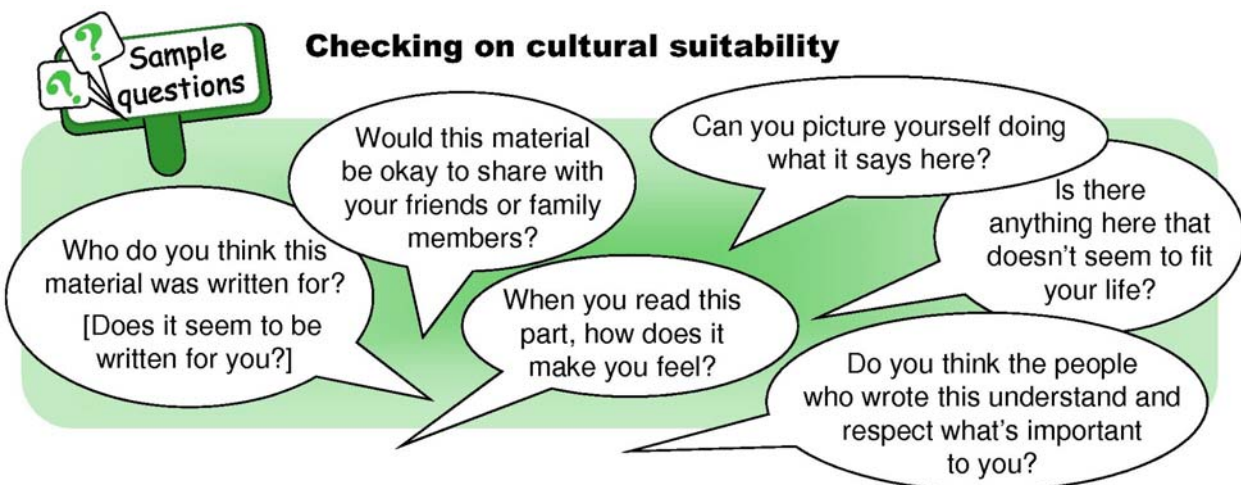 Sample
questions
Checking on cultural suitability
Who do you think this
material was written for?
[Does it seem to be
written for you?]
Would this material
be okay to share with
your friends or family
members?
When you read this
part, how does it
make you feel?
Can you picture yourself doing
what it says here?
Is there
anything here that
doesn't seem to fit
your life?
Do you think the people
who wrote this understand and
respect what's important
to you?